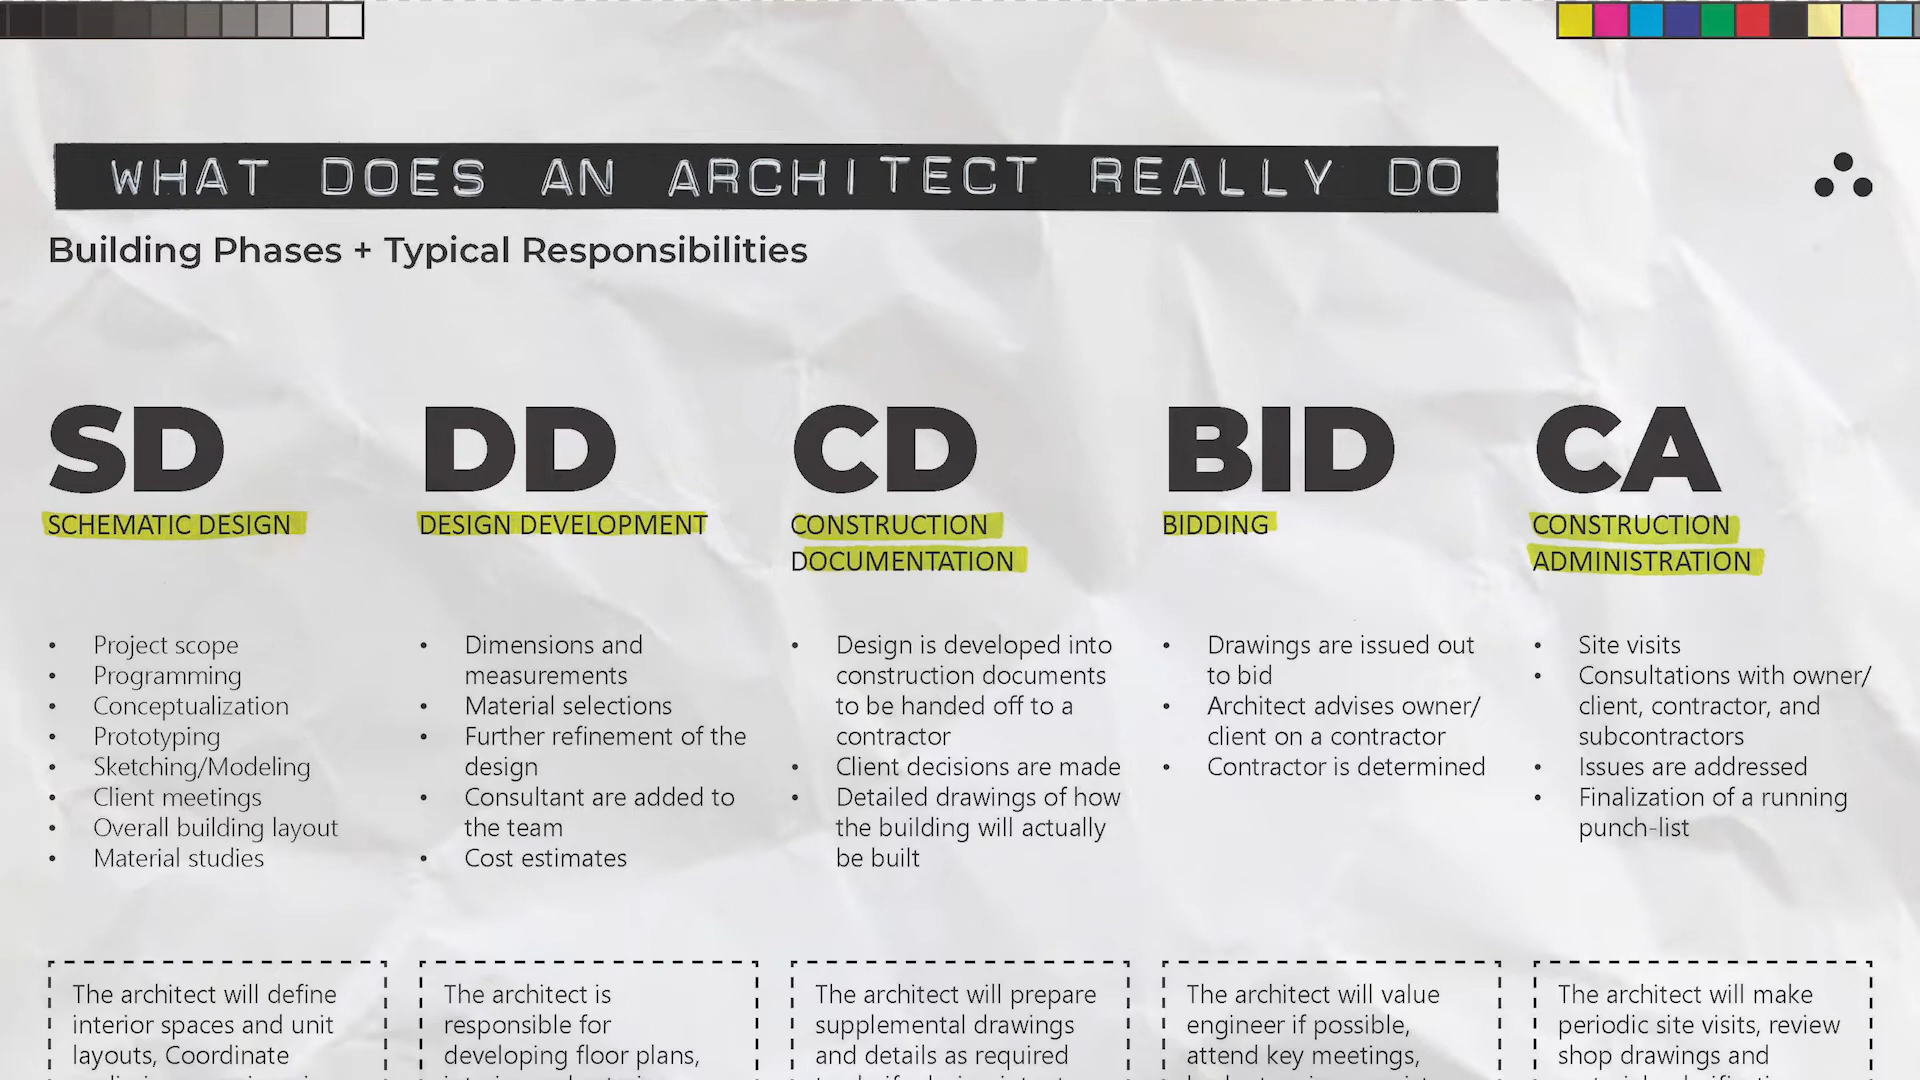 WHAT DOES AN ARCHITECT REALLY DO
Building Phases + Typical Responsibilities
SD
SCHEMATIC DESIGN
• Project scope
• Programming
• Conceptualization
• Prototyping
• Sketching/Modeling
• Client meetings
• Overall building layout
• Material studies
The architect will define
interior spaces and unit
layouts, Coordinate
DD
DESIGN DEVELOPMENT
• Dimensions and
measurements
• Material selections
• Further refinement of the
design
• Consultant are added to
the team
• Cost estimates
The architect is
responsible for
developing floor plans,
CD
CONSTRUCTION
DOCUMENTATION
• Design is developed into
construction documents
to be handed off to a
contractor
• Client decisions are made
• Detailed drawings of how
the building will actually
be built
The architect will prepare
supplemental drawings
and details as required
BID
BIDDING
• Drawings are issued out
to bid
• Architect advises owner/
client on a contractor
• Contractor is determined
The architect will value
engineer if possible,
attend key meetings,
CA
CONSTRUCTION
ADMINISTRATION
• Site visits
• Consultations with owner/
client, contractor, and
subcontractors
• Issues are addressed
• Finalization of a running
punch-list
The architect will make
periodic site visits, review
shop drawings and